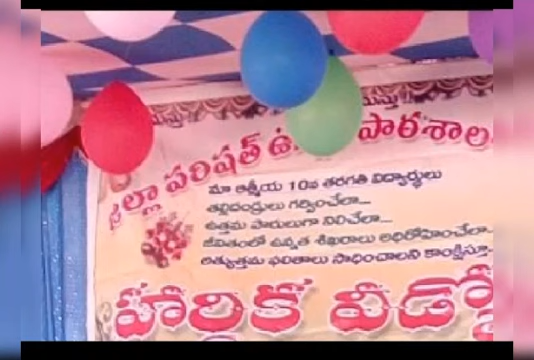 జిల్లా పరిషత్ ఉ పాఠశాల
మా ఆత్మీయ 10వ తరగతి విద్యార్థులు
తల్లిదండ్రులు గర్వించేలా...
ఉత్తమ పౌరులుగా నిలిచేలా...
జీవితంలో ఉన్నత శిఖరాలు అధిరోహించేలా...
అత్యుత్తమ ఫలితాలు సాధించాలని కాంక్షిస్తూ..
హార్దిక వీడ్కో